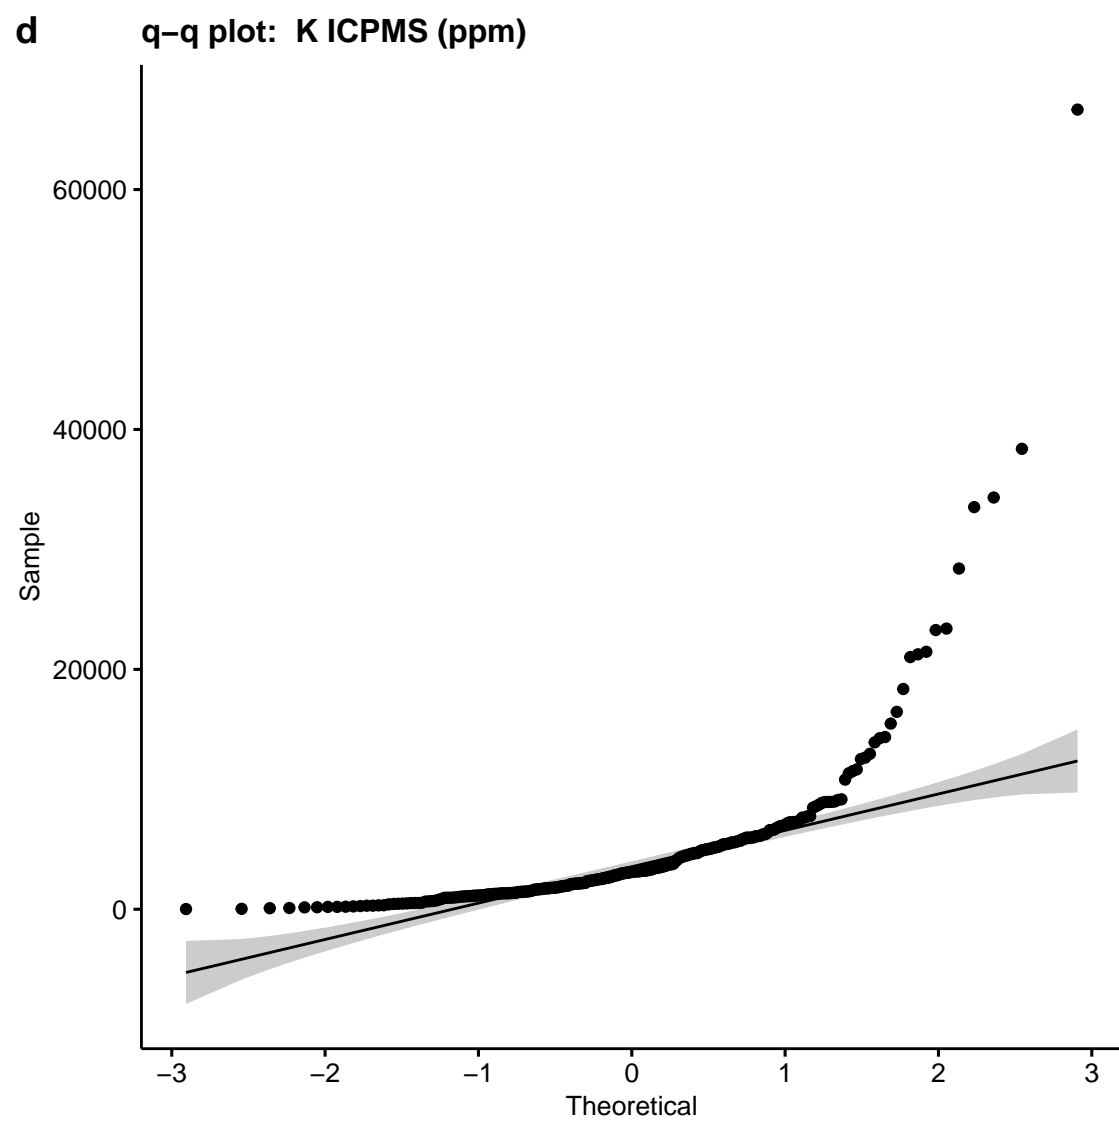 d
q−q plot:  K ICPMS (ppm)
60000
40000
20000
0
Sample
−3 −2 −1 0 1 2 3
Theoretical